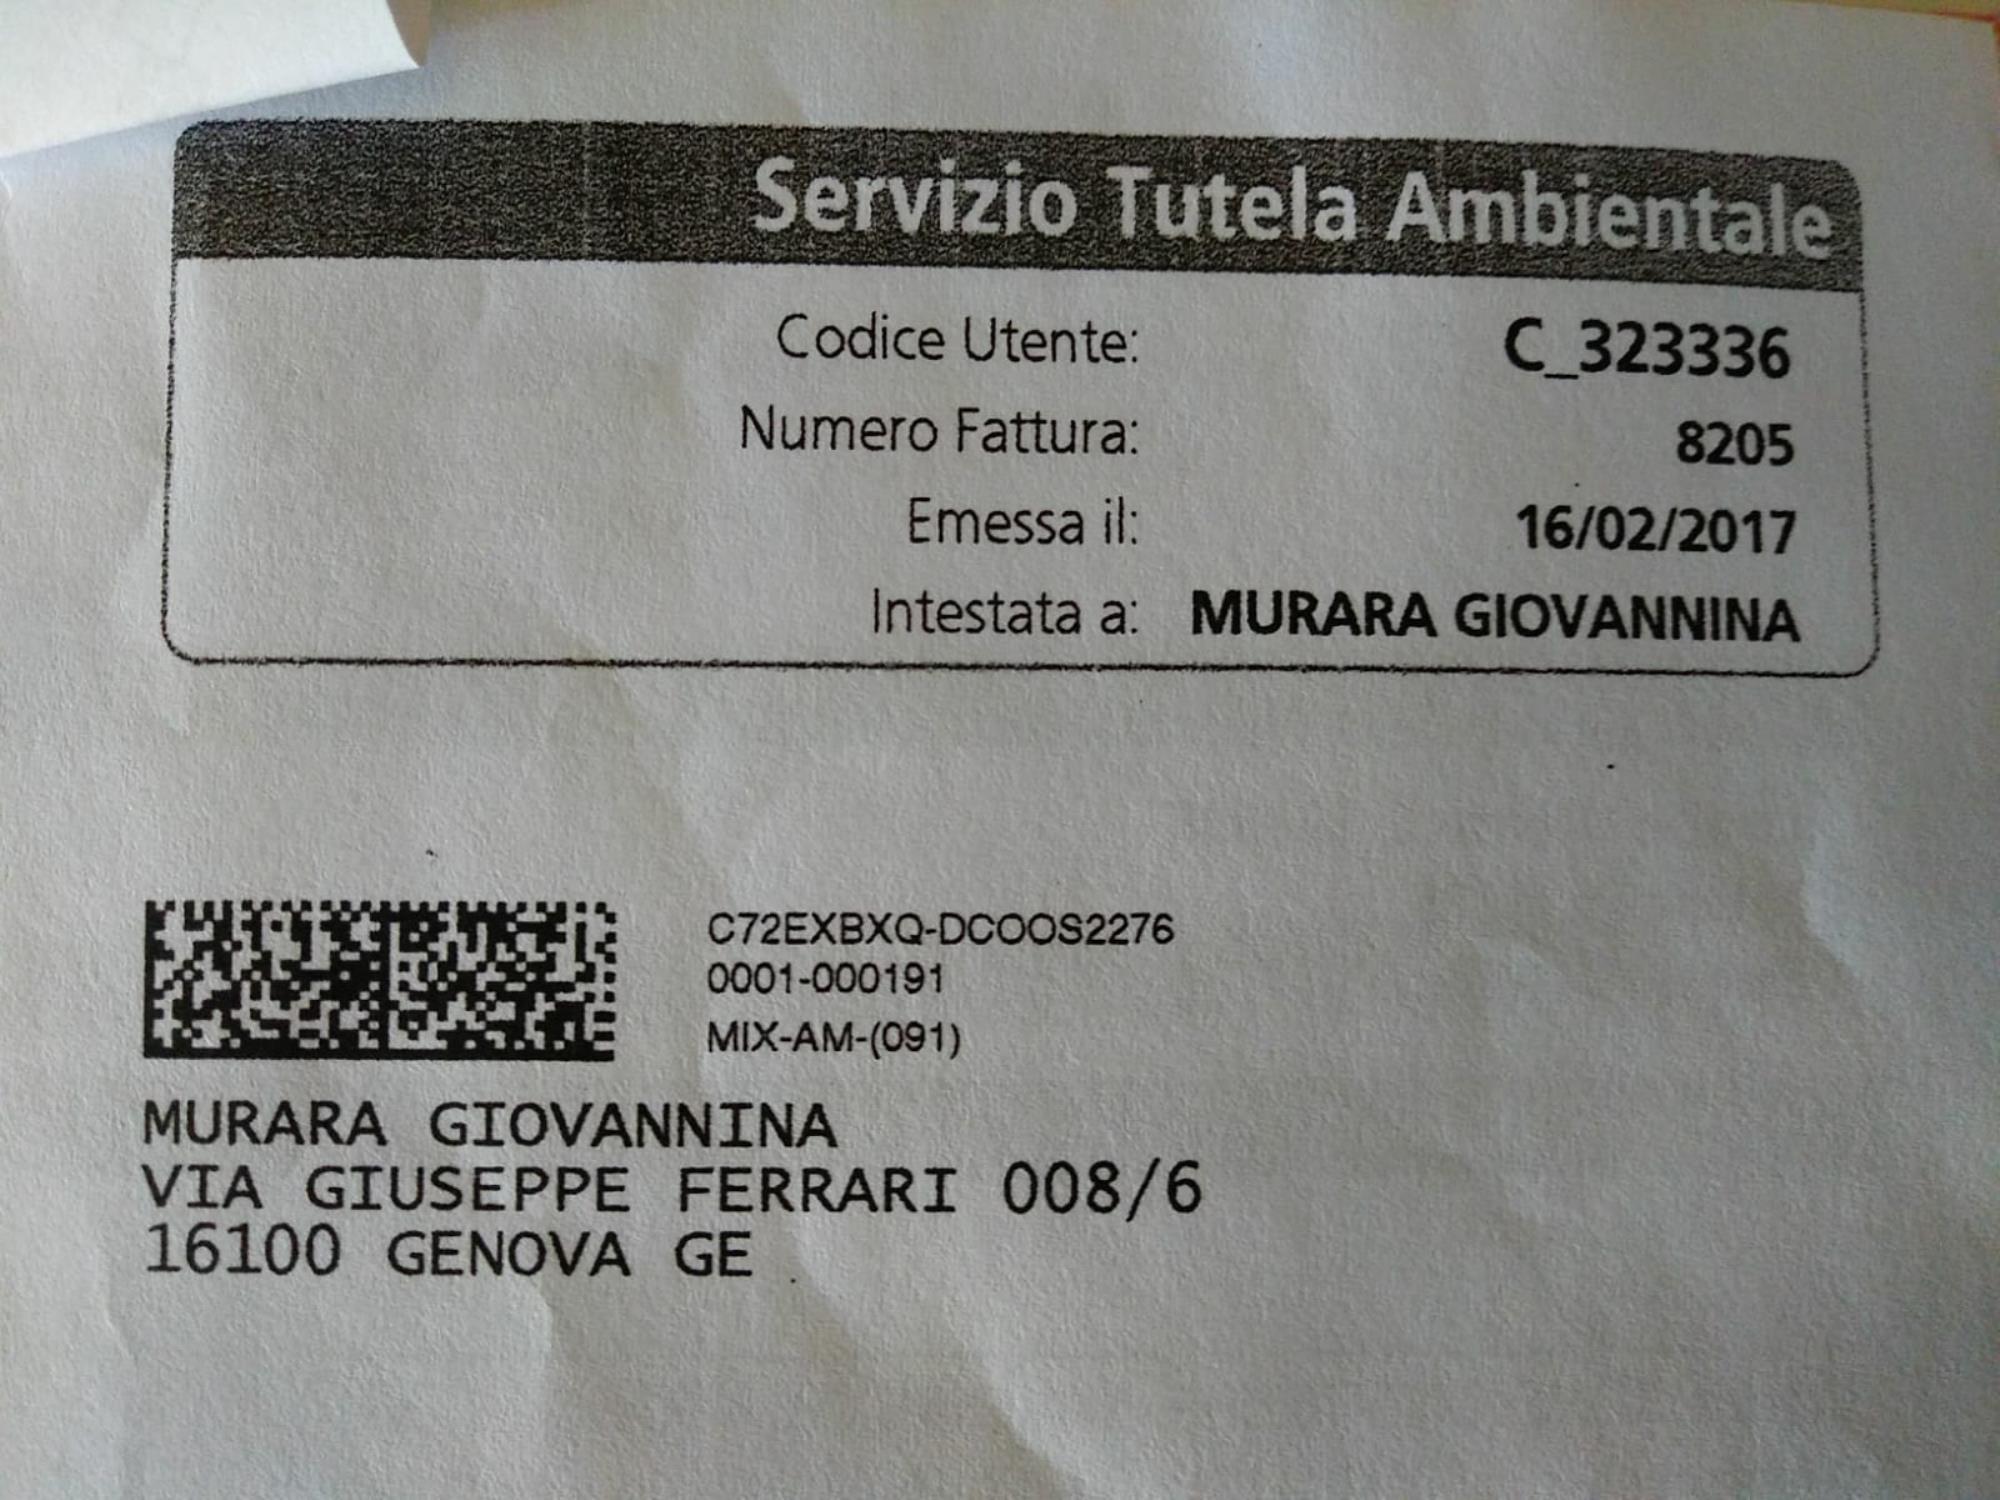 Servizio Tutela Ambientale
Codice Utente: C_323336
Numero Fattura: 8205
Emessa il: 16/02/2017
Intestata a: MURARA GIOVANNINA
C72EXBXQ-DCOOS2276
0001-000191
MIX-AM-(091)
MURARA GIOVANNINA
VIA GIUSEPPE FERRARI 008/6
16100 GENOVA GE